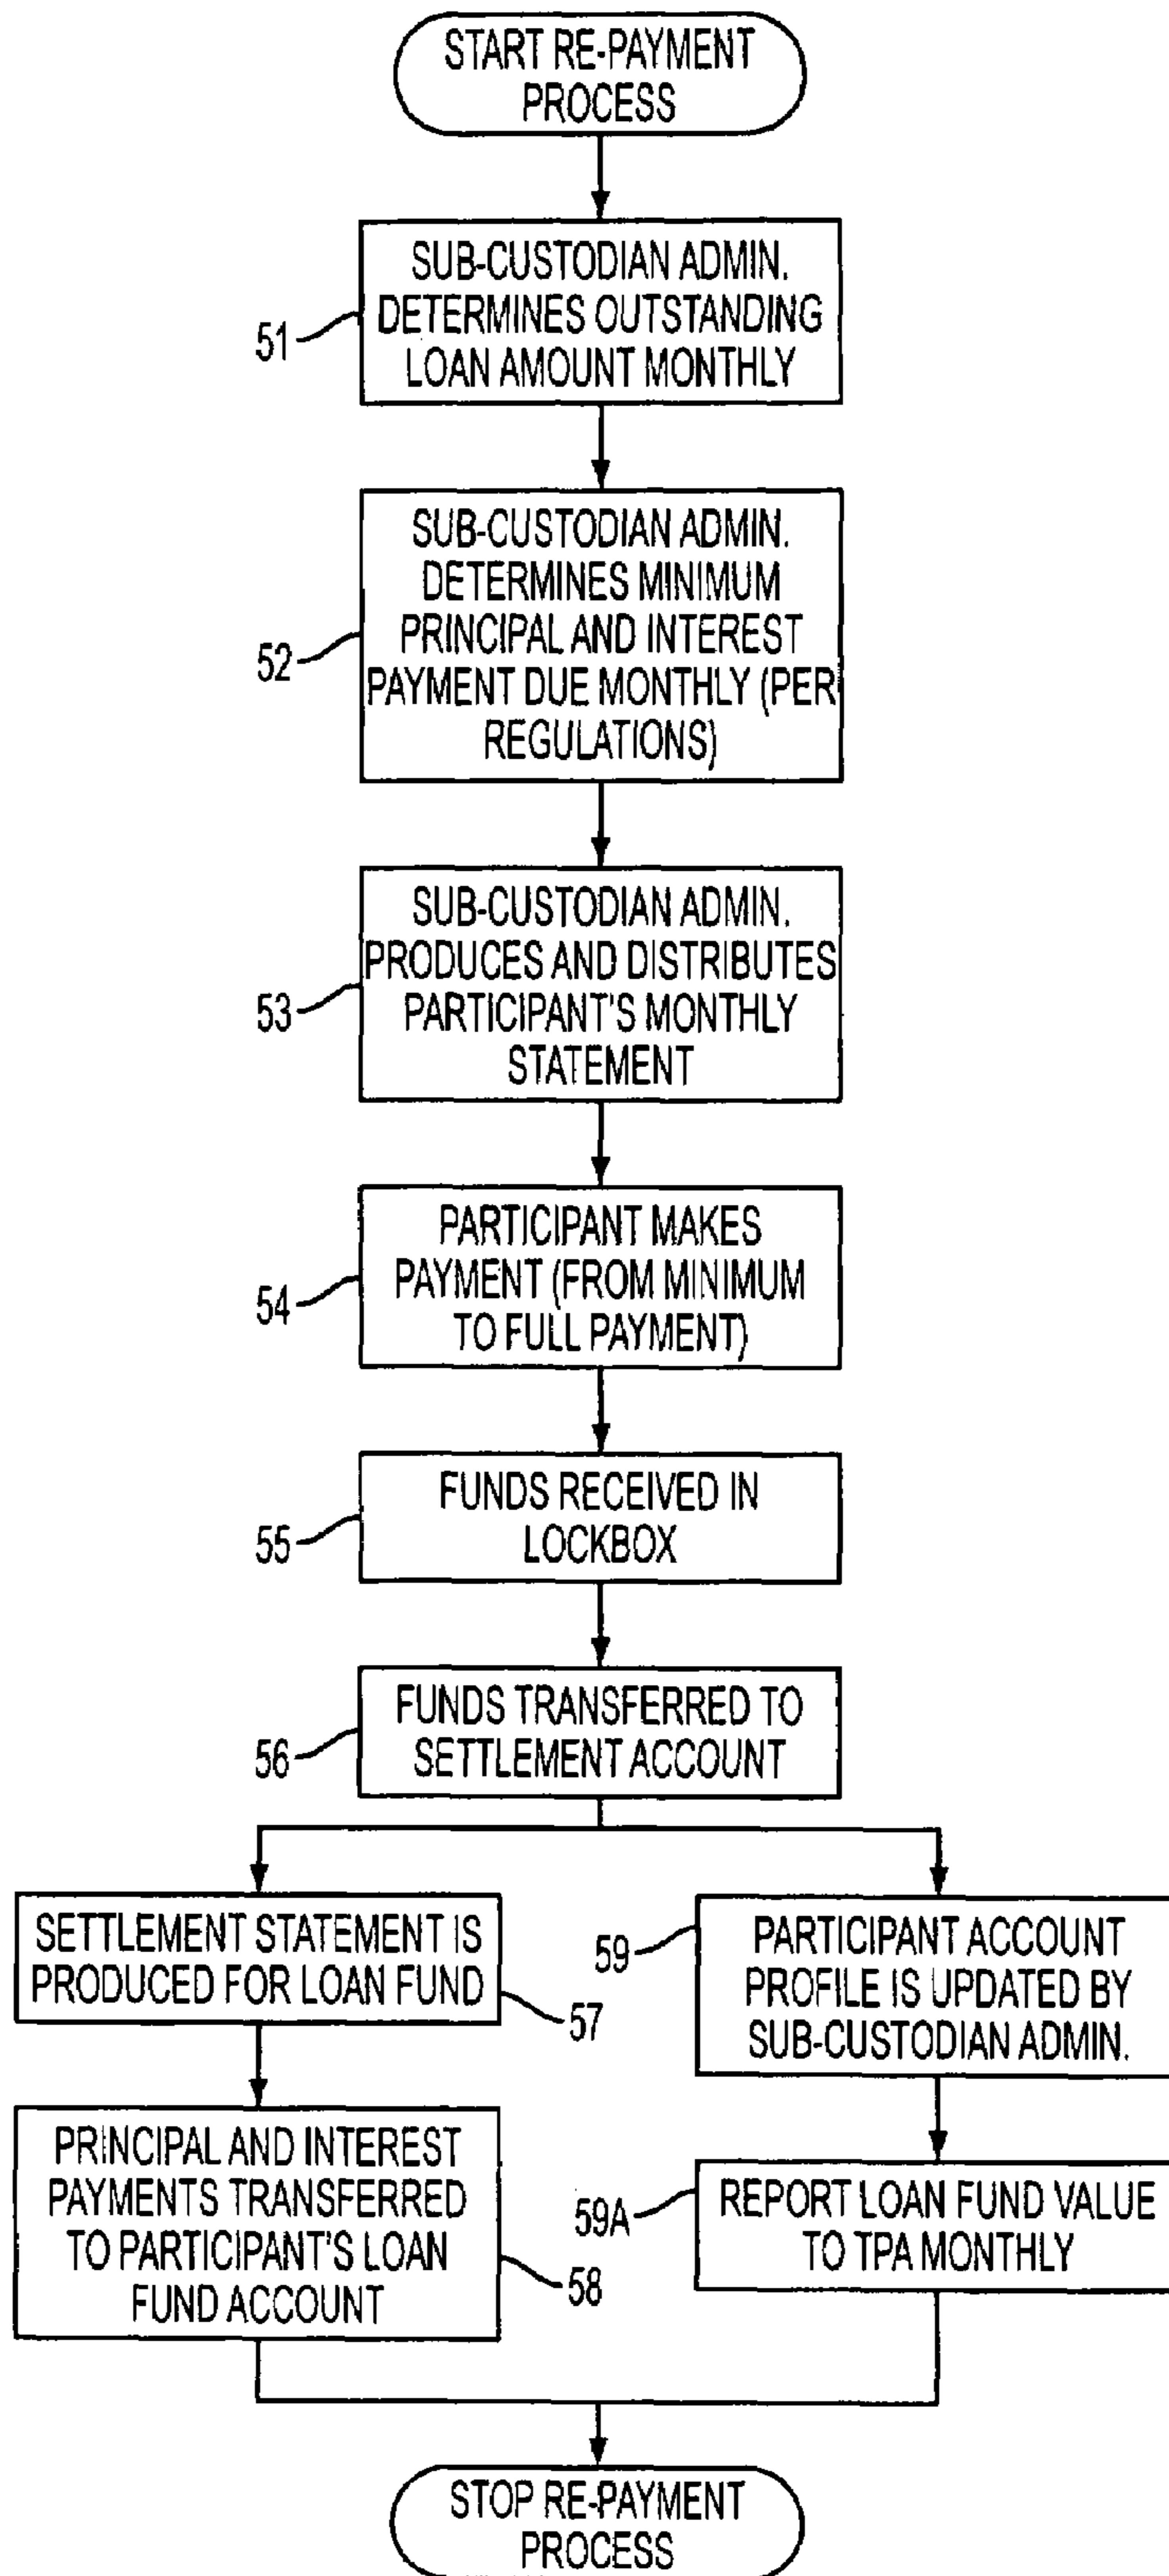 START RE-PAYMENT
PROCESS
SUB-CUSTODIAN ADMIN.
DETERMINES OUTSTANDING
LOAN AMOUNT MONTHLY
51
SUB-CUSTODIAN ADMIN.
DETERMINES MINIMUM
PRINCIPAL AND INTEREST
PAYMENT DUE MONTHLY (PER
REGULATIONS)
52
SUB-CUSTODIAN ADMIN.
PRODUCES AND DISTRIBUTES
PARTICIPANT'S MONTHLY
STATEMENT
53
PARTICIPANT MAKES
PAYMENT (FROM MINIMUM
TO FULL PAYMENT)
54
FUNDS RECEIVED IN
LOCKBOX
55
FUNDS TRANSFERRED TO
SETTLEMENT ACCOUNT
56
SETTLEMENT STATEMENT IS
PRODUCED FOR LOAN FUND
57
PRINCIPAL AND INTEREST
PAYMENTS TRANSFERRED
TO PARTICIPANT'S LOAN
FUND ACCOUNT
58
59
PARTICIPANT ACCOUNT
PROFILE IS UPDATED BY
SUB-CUSTODIAN ADMIN.
59A
REPORT LOAN FUND VALUE
TO TPA MONTHLY
STOP RE-PAYMENT
PROCESS